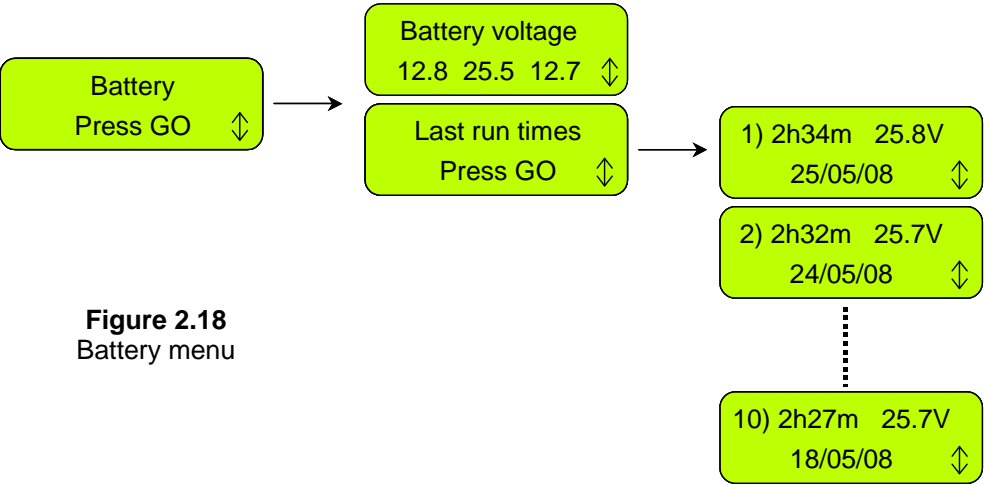 Battery
Press GO
Battery voltage
12.8 25.5 12.7
Last run times
Press GO
1) 2h34m 25.8V
25/05/08
2) 2h32m 25.7V
24/05/08
10) 2h27m 25.7V
18/05/08
Figure 2.18
Battery menu